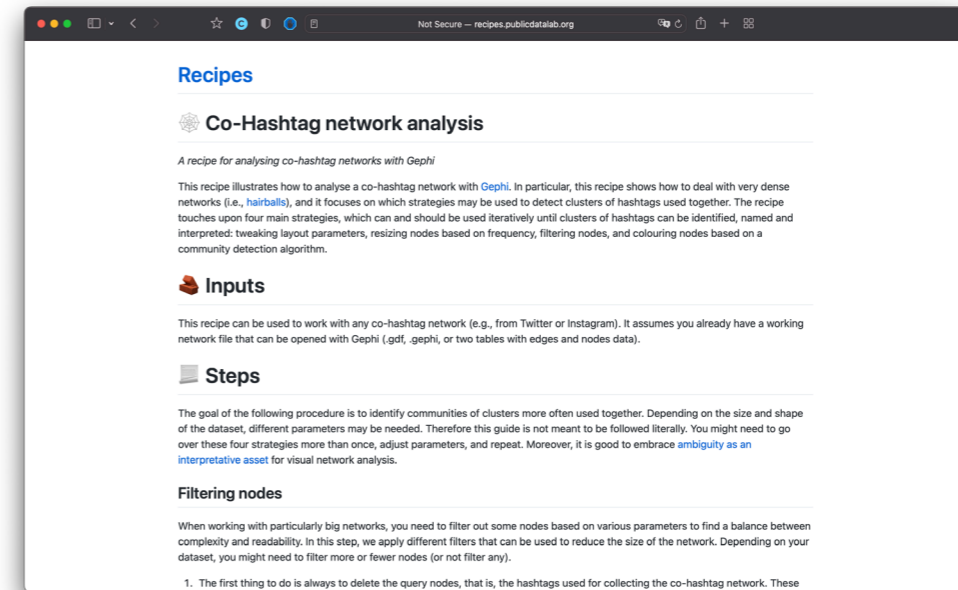 Not Secure — recipes.publicdatalab.org
Recipes
Co-Hashtag network analysis
A recipe for analysing co-hashtag networks with Gephi
This recipe illustrates how to analyse a co-hashtag network with Gephi. In particular, this recipe shows how to deal with very dense
networks (i.e., hairballs), and it focuses on which strategies may be used to detect clusters of hashtags used together. The recipe
touches upon four main strategies, which can and should be used iteratively until clusters of hashtags can be identified, named and
interpreted: tweaking layout parameters, resizing nodes based on frequency, filtering nodes, and colouring nodes based on a
community detection algorithm.
Inputs
This recipe can be used to work with any co-hashtag network (e.g., from Twitter or Instagram). It assumes you already have a working
network file that can be opened with Gephi (.gdf, .gephi, or two tables with edges and nodes data).
Steps
The goal of the following procedure is to identify communities of clusters more often used together. Depending on the size and shape
of the dataset, different parameters may be needed. Therefore this guide is not meant to be followed literally. You might need to go
over these four strategies more than once, adjust parameters, and repeat. Moreover, it is good to embrace ambiguity as an
interpretative asset for visual network analysis.
Filtering nodes
When working with particularly big networks, you need to filter out some nodes based on various parameters to find a balance between
complexity and readability. In this step, we apply different filters that can be used to reduce the size of the network. Depending on your
dataset, you might need to filter more or fewer nodes (or not filter any).
1. The first thing to do is always to delete the query nodes, that is, the hashtags used for collecting the co-hashtag network. These